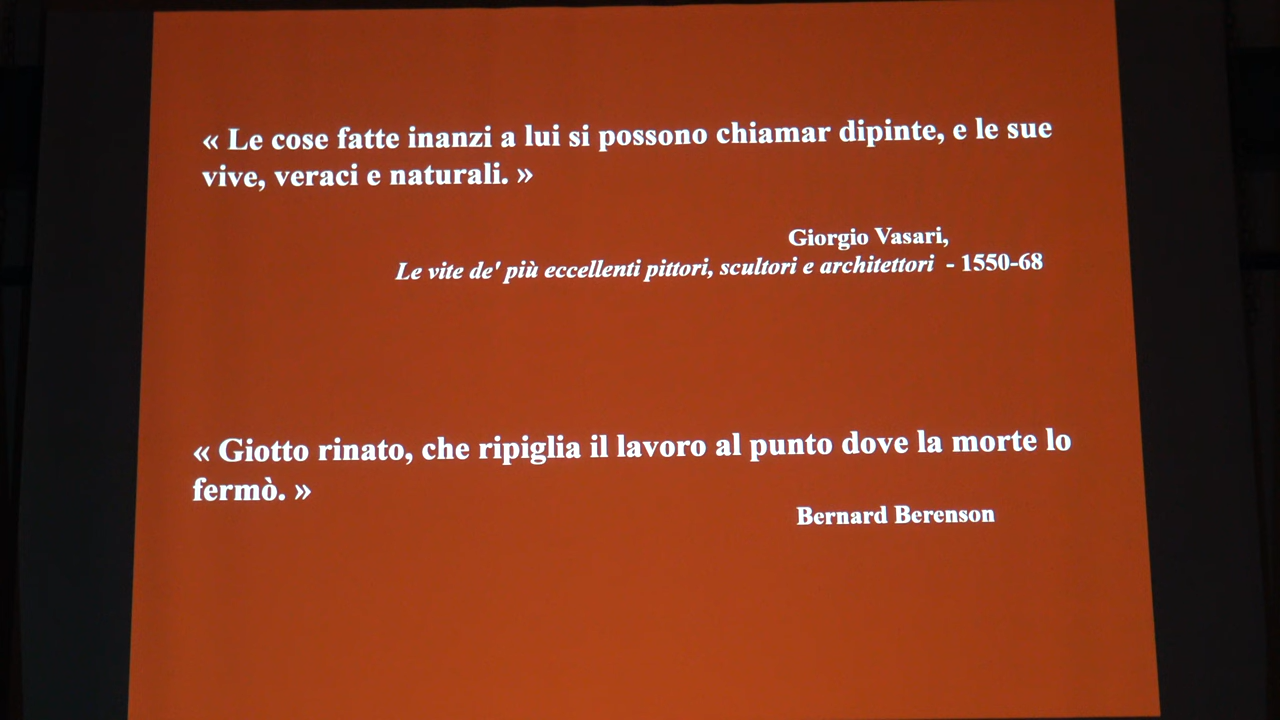 « Le cose fatte inanzi a lui si possono chiamar dipinte, e le sue
vive, veraci e naturali. »
Giorgio Vasari,
Le vite de' più eccellenti pittori, scultori e architettori - 1550-68
« Giotto rinato, che ripiglia il lavoro al punto dove la morte lo
fermò. »
Bernard Berenson